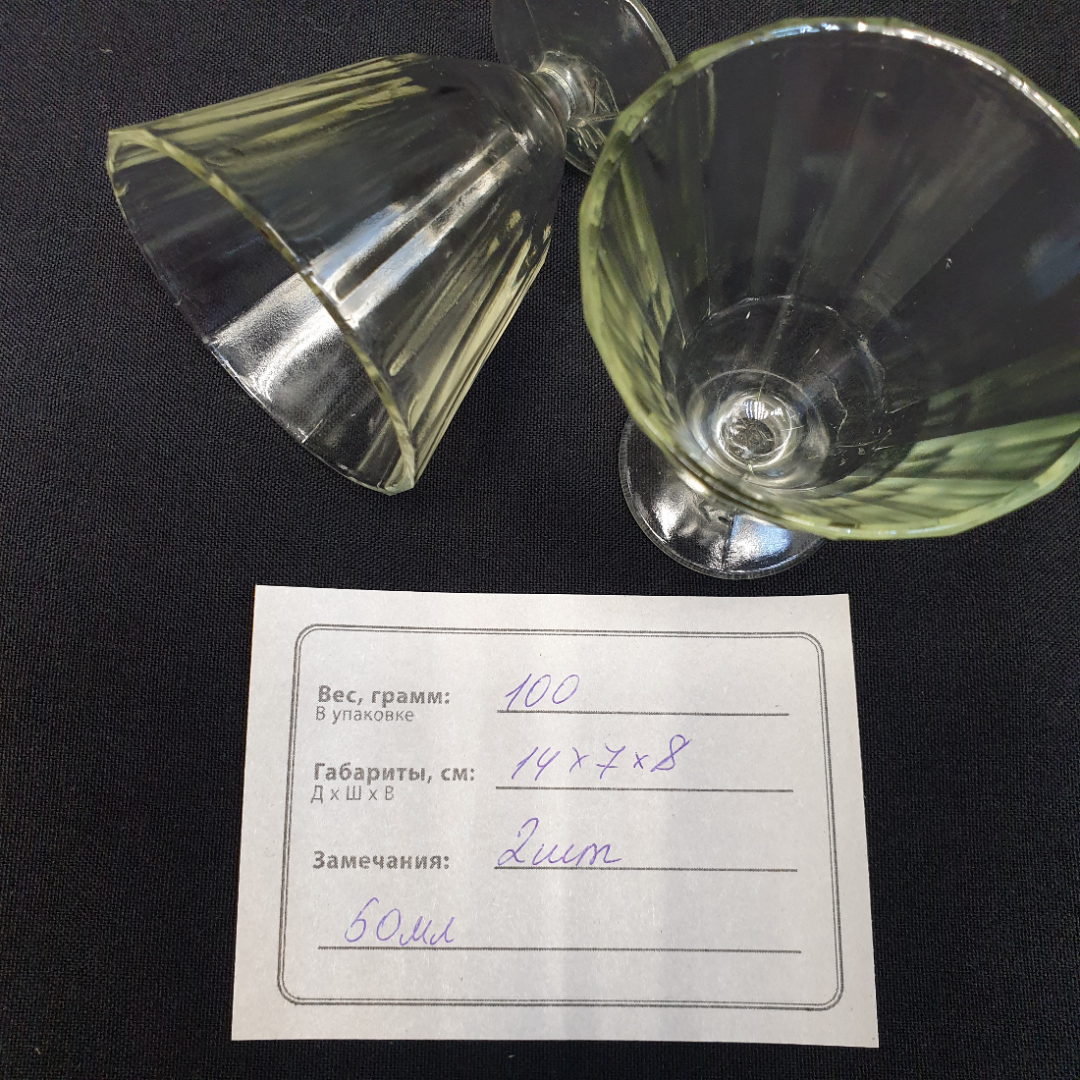 Вес, грамм: 100
В упаковке
Габариты, см: 14 x 7 x 8
Д x Ш x В
Замечания: 2шт
50мл